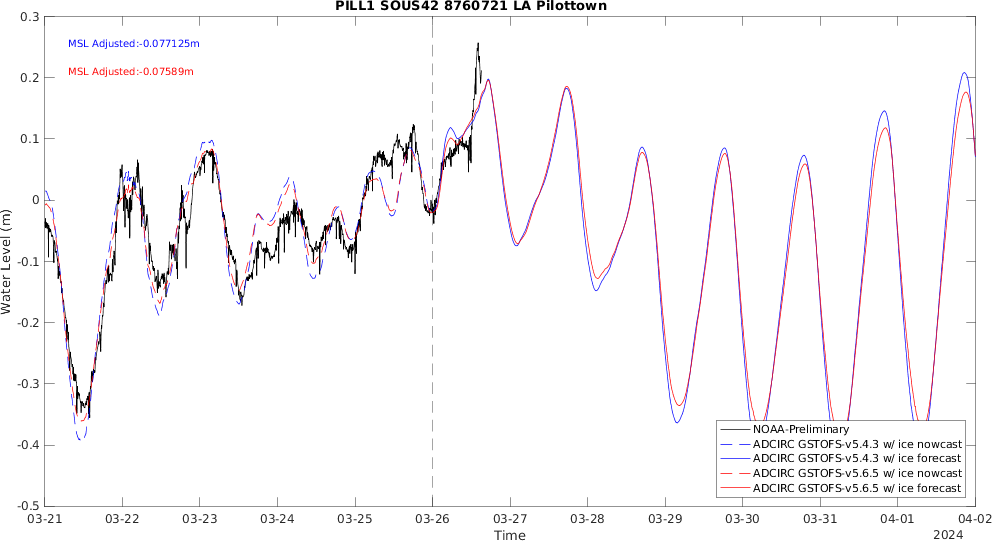 PILL1 SOUS42 8760721 LA Pilottown
MSL Adjusted:-0.077125m
MSL Adjusted:-0.07589m
Water Level (m)
0.3
0.2
0.1
0
-0.1
-0.2
-0.3
-0.4
-0.5
NOAA-Preliminary
ADCIRC GSTOFS-v5.4.3 w/ ice nowcast
ADCIRC GSTOFS-v5.4.3 w/ ice forecast
ADCIRC GSTOFS-v5.6.5 w/ ice nowcast
ADCIRC GSTOFS-v5.6.5 w/ ice forecast
03-21 03-22 03-23 03-24 03-25 03-26 03-27 03-28 03-29 03-30 03-31 04-01 04-02
Time 2024